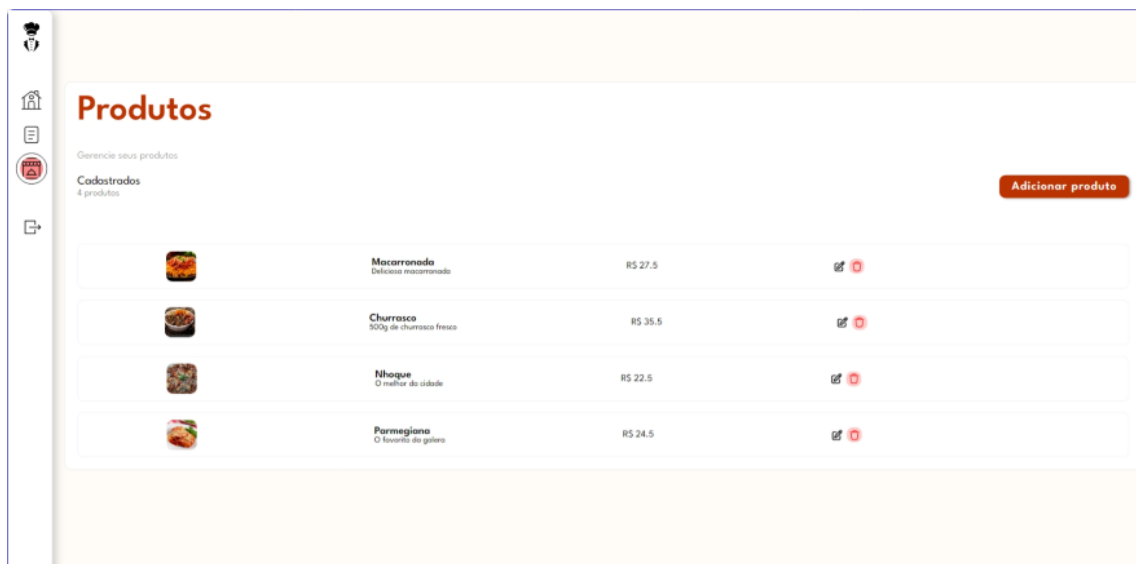 Produtos
Gerencie seus produtos
Cadastrados
4 produtos
Adicionar produto
Macarronada
Deliciosa macarronada
R$ 27.5
Churrasco
500g de churrasco fresco
R$ 35.5
Nhoque
O melhor da cidade
R$ 22.5
Parmegiana
O favorito da galera
R$ 24.5